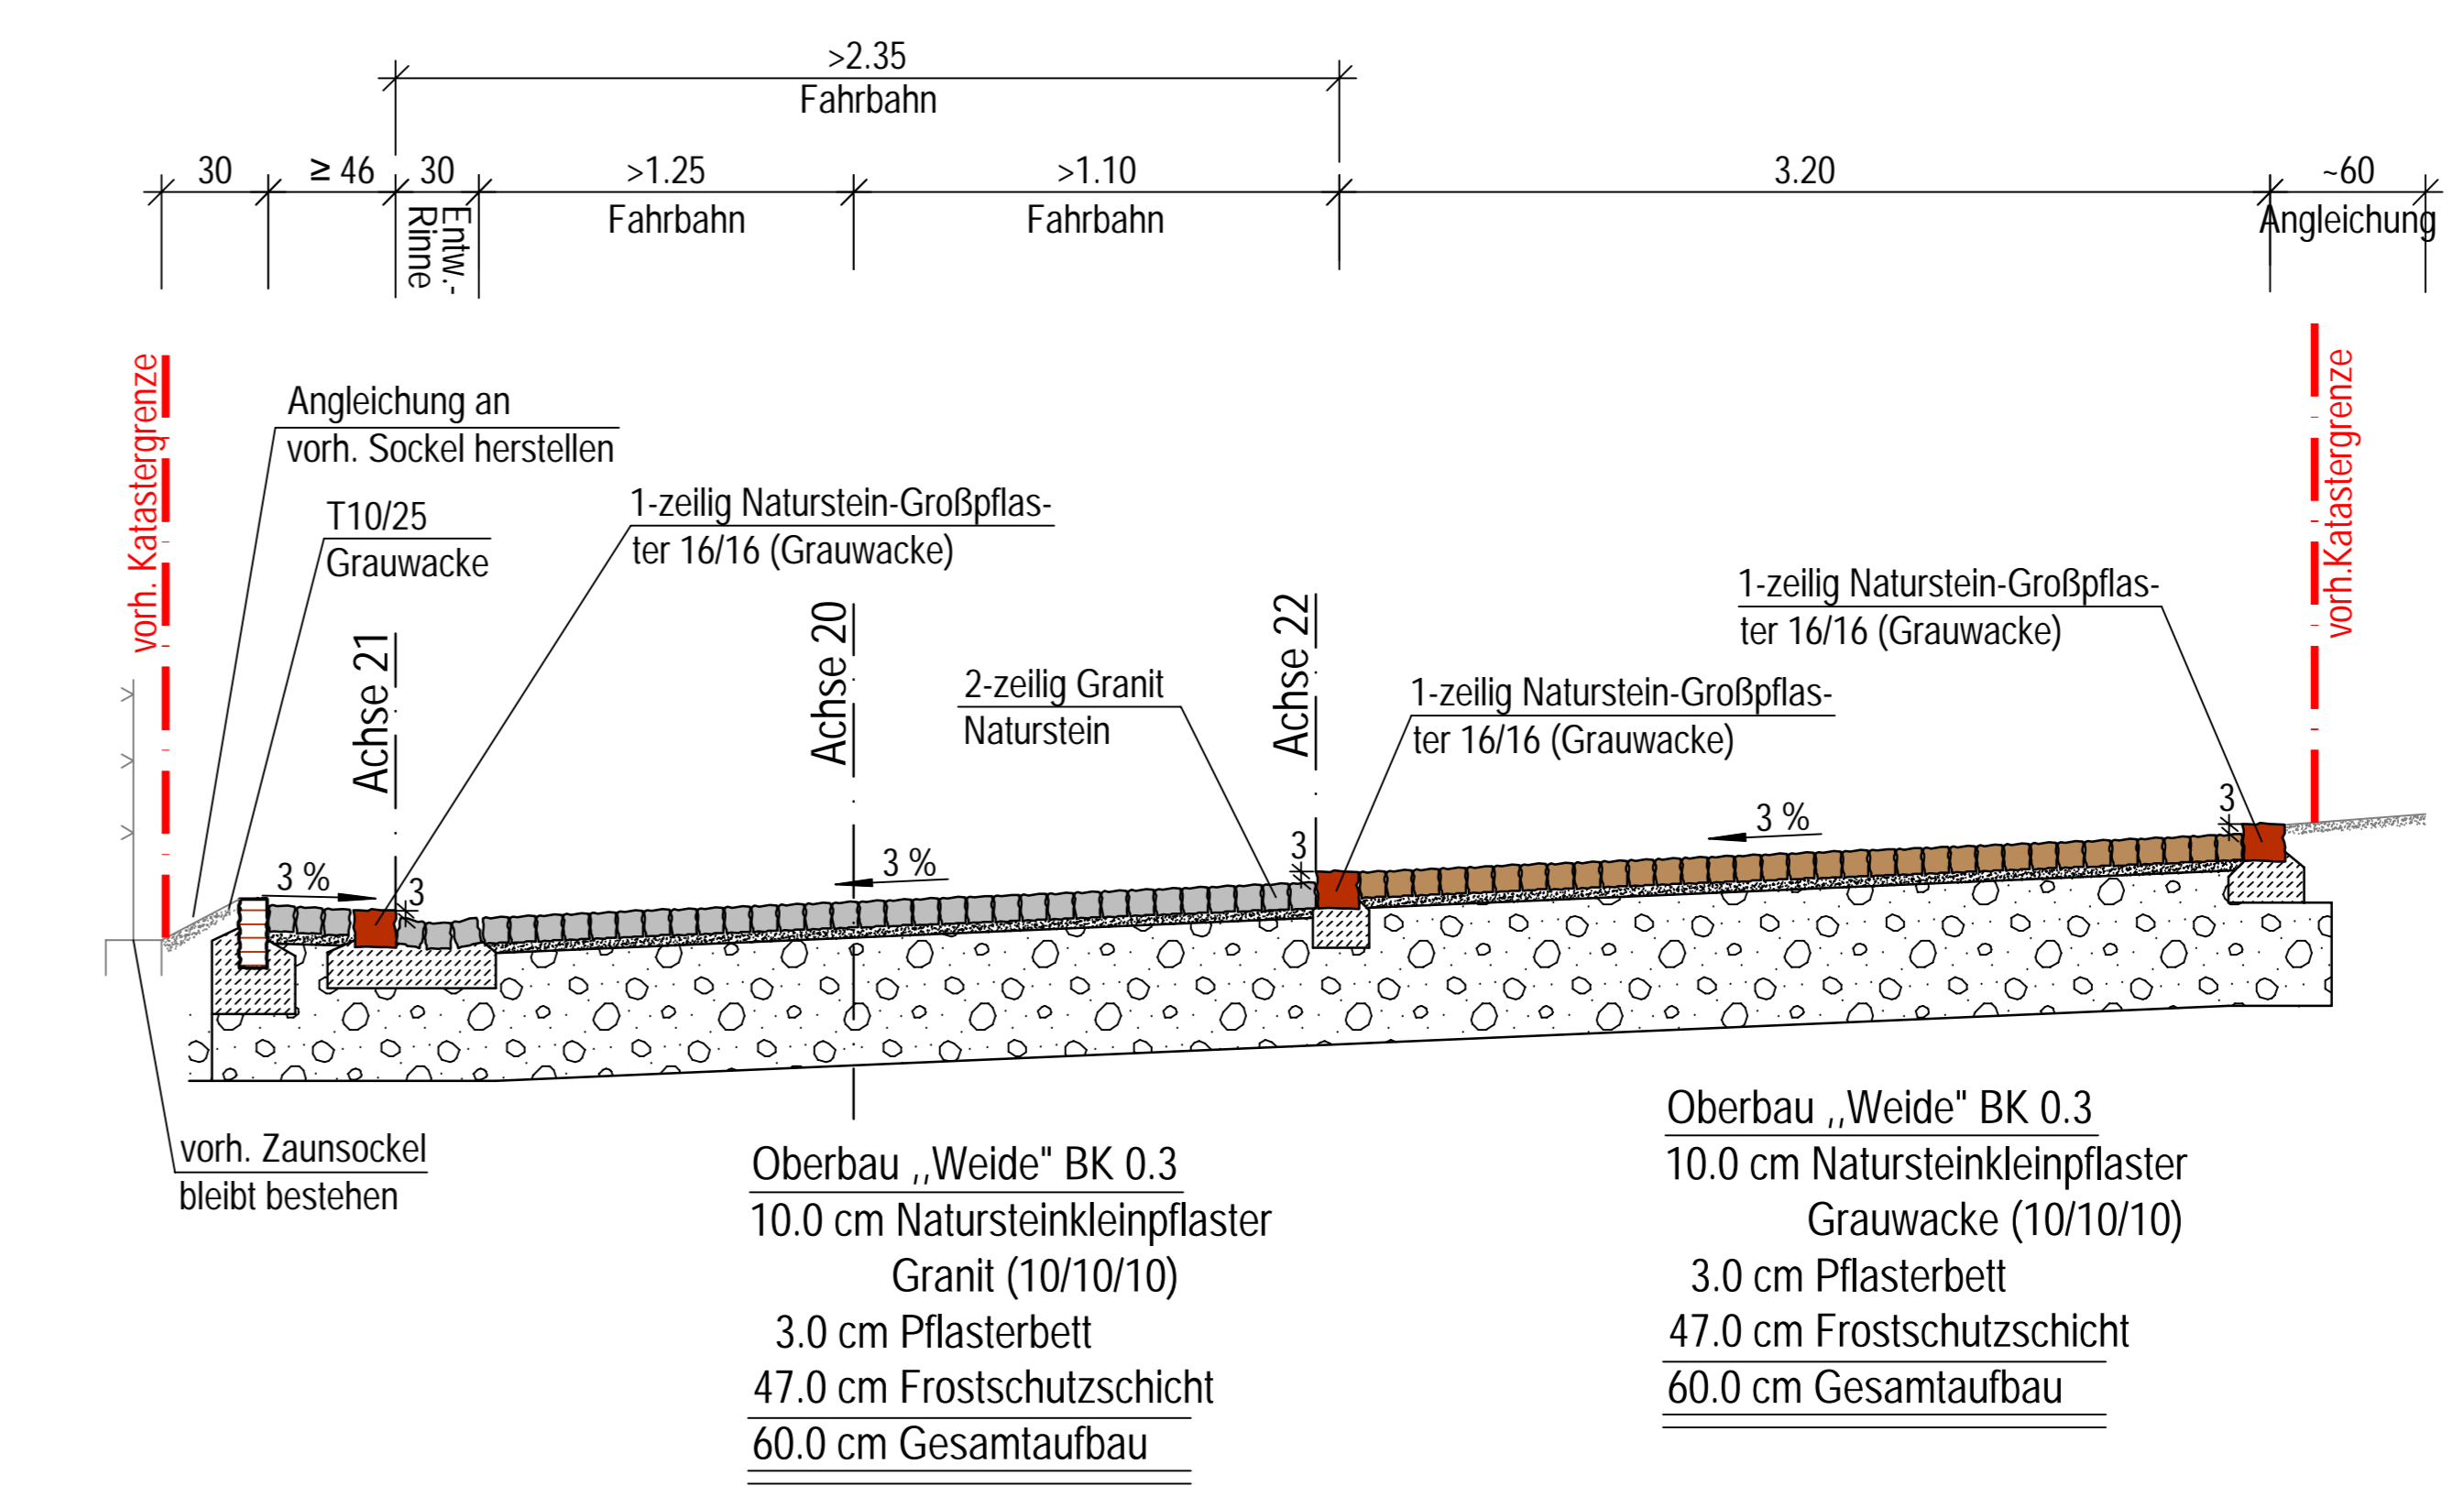 >2.35
Fahrbahn
30
≥ 46
30
>1.25
>1.10
3.20
~60
Entw.-
Rinne
Fahrbahn
Fahrbahn
Angleichung
vorh. Katastergrenze
vorh.Katastergrenze
Angleichung an
vorh. Sockel herstellen
T10/25
Grauwacke
1-zeilig Naturstein-Großpflas-
ter 16/16 (Grauwacke)
1-zeilig Naturstein-Großpflas-
ter 16/16 (Grauwacke)
Achse 21
Achse 20
Achse 22
2-zeilig Granit
Naturstein
1-zeilig Naturstein-Großpflas-
ter 16/16 (Grauwacke)
3 %
3
3 %
3
3 %
3
vorh. Zaunsockel
bleibt bestehen
Oberbau ,,Weide" BK 0.3
10.0 cm Natursteinkleinpflaster
Granit (10/10/10)
3.0 cm Pflasterbett
47.0 cm Frostschutzschicht
60.0 cm Gesamtaufbau
Oberbau ,,Weide" BK 0.3
10.0 cm Natursteinkleinpflaster
Grauwacke (10/10/10)
3.0 cm Pflasterbett
47.0 cm Frostschutzschicht
60.0 cm Gesamtaufbau